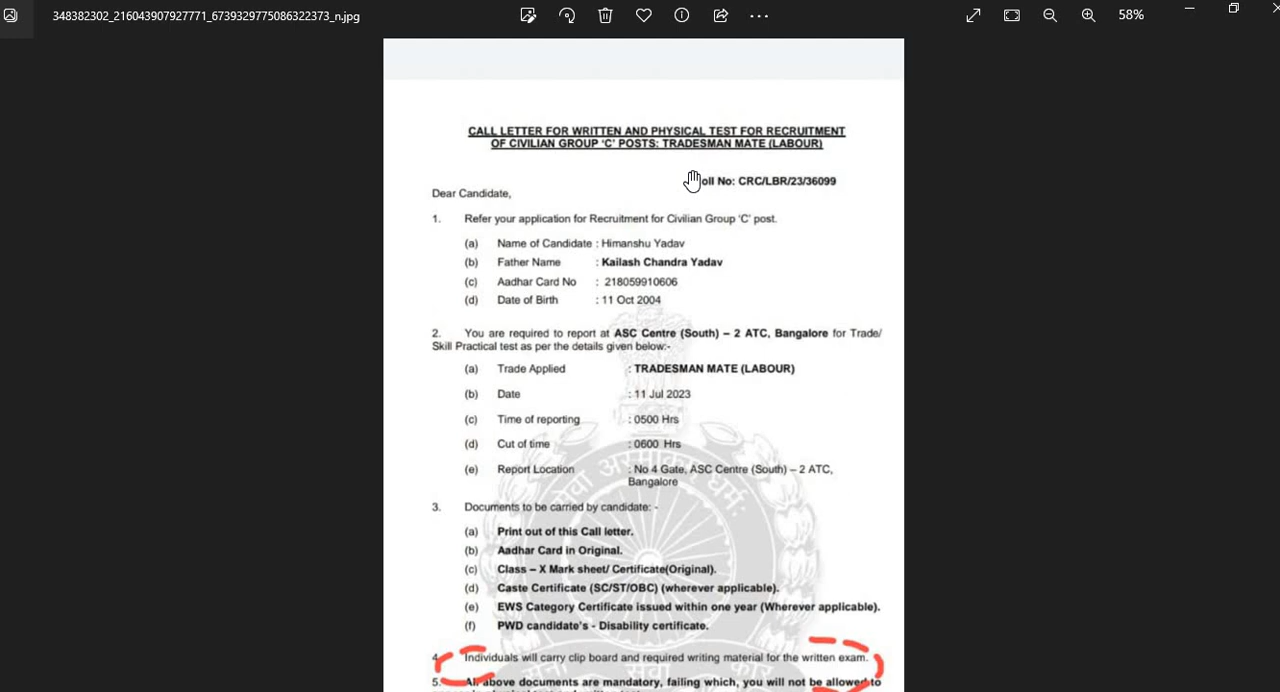 348382302_216043907927771_6739329775086322373_n.jpg
58%
CALL LETTER FOR WRITTEN AND PHYSICAL TEST FOR RECRUITMENT
OF CIVILIAN GROUP 'C' POSTS: TRADESMAN MATE (LABOUR)
oll No: CRC/LBR/23/36099
Dear Candidate,
1. Refer your application for Recruitment for Civilian Group 'C' post.
(a) Name of Candidate : Himanshu Yadav
(b) Father Name : Kailash Chandra Yadav
(c) Aadhar Card No : 218059910606
(d) Date of Birth : 11 Oct 2004
2. You are required to report at ASC Centre (South) – 2 ATC, Bangalore for Trade/
Skill Practical test as per the details given below:-
(a) Trade Applied : TRADESMAN MATE (LABOUR)
(b) Date : 11 Jul 2023
(c) Time of reporting : 0500 Hrs
(d) Cut of time : 0600 Hrs
(e) Report Location : No 4 Gate, ASC Centre (South) – 2 ATC,
Bangalore
3. Documents to be carried by candidate: -
(a) Print out of this Call letter.
(b) Aadhar Card in Original.
(c) Class – X Mark sheet/ Certificate(Original).
(d) Caste Certificate (SC/ST/OBC) (wherever applicable).
(e) EWS Category Certificate issued within one year (Wherever applicable).
(f) PWD candidate's - Disability certificate.
4. Individuals will carry clip board and required writing material for the written exam.
5. All above documents are mandatory, failing which, you will not be allowed to